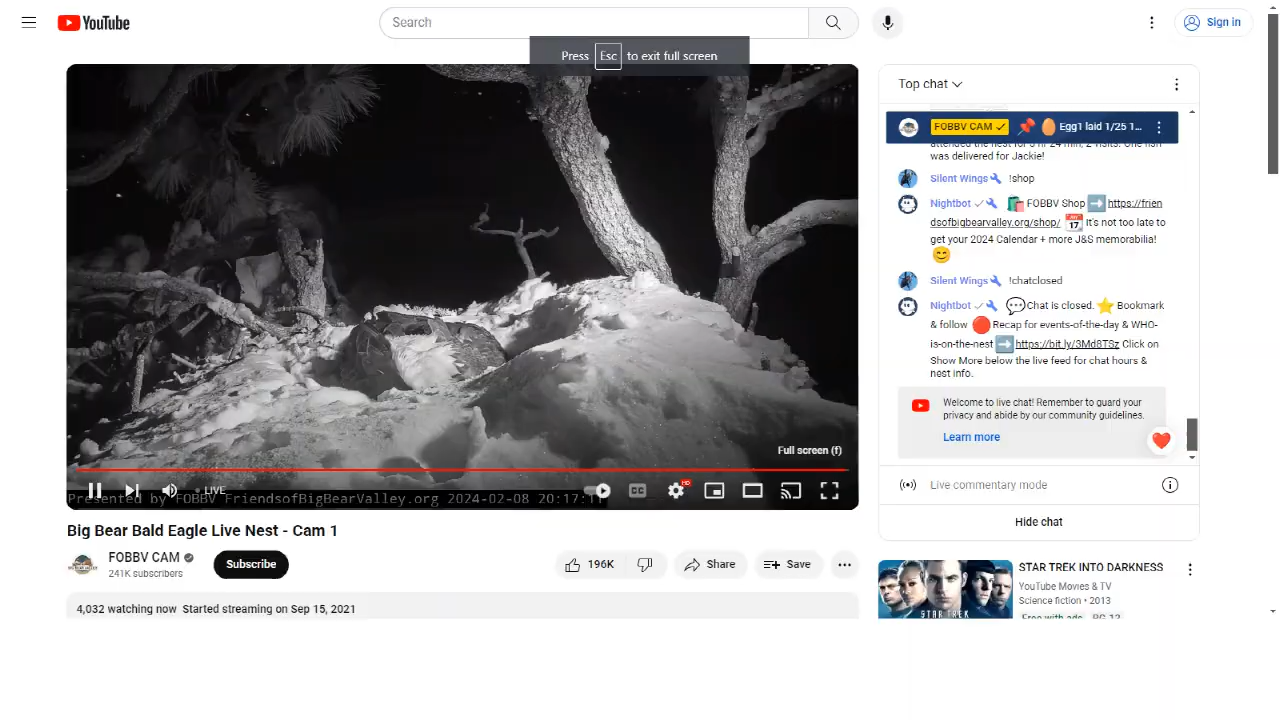 YouTube
Search
Sign in
Press Esc to exit full screen
Top chat
FOBBV CAM Egg1 laid 1/25 1...
attended the nest for 3 hr 24 min, 2 visits. One fish
was delivered for Jackie!
Silent Wings !shop
Nightbot FOBBV Shop ➡️ https://frien
dsofbigbearvalley.org/shop/ It's not too late to
get your 2024 Calendar + more J&S memorabilia!
Silent Wings !chatclosed
Nightbot Chat is closed. Bookmark
& follow Recap for events-of-the-day & WHO-
is-on-the-nest ➡️ https://bit.ly/3Md8TSz Click on
Show More below the live feed for chat hours &
nest info.
Welcome to live chat! Remember to guard your
privacy and abide by our community guidelines.
Learn more
Full screen (f)
LIVE
CC
HD
Presented by FOBBV FriendsofBigBearValley.org 2024-02-08 20:17:11
Live commentary mode
Hide chat
Big Bear Bald Eagle Live Nest - Cam 1
FOBBV CAM
241K subscribers
Subscribe
196K
Share
Save
4,032 watching now Started streaming on Sep 15, 2021
STAR TREK INTO DARKNESS
YouTube Movies & TV
Science fiction • 2013
Free with ads PG-13
STAR TREK